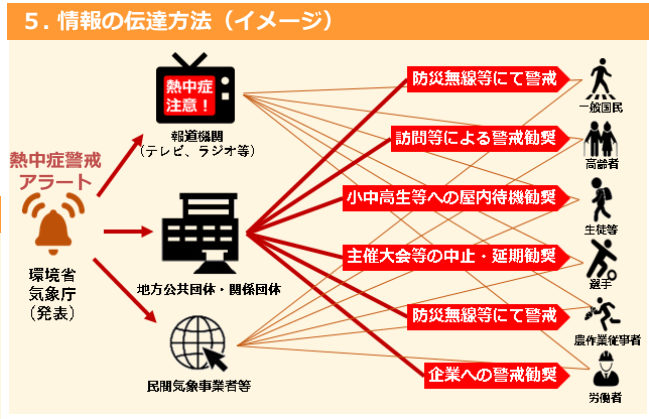 ５．情報の伝達方法（イメージ）
熱中症警戒
アラート
環境省
気象庁
（発表）
熱中症
注意！
報道機関
（テレビ、ラジオ等）
地方公共団体・関係団体
民間気象事業者等
防災無線等にて警戒
訪問等による警戒勧奨
小中高生等への屋内待機勧奨
主催大会等の中止・延期勧奨
防災無線等にて警戒
企業への警戒勧奨
一般国民
高齢者
生徒等
選手
農作業従事者
労働者